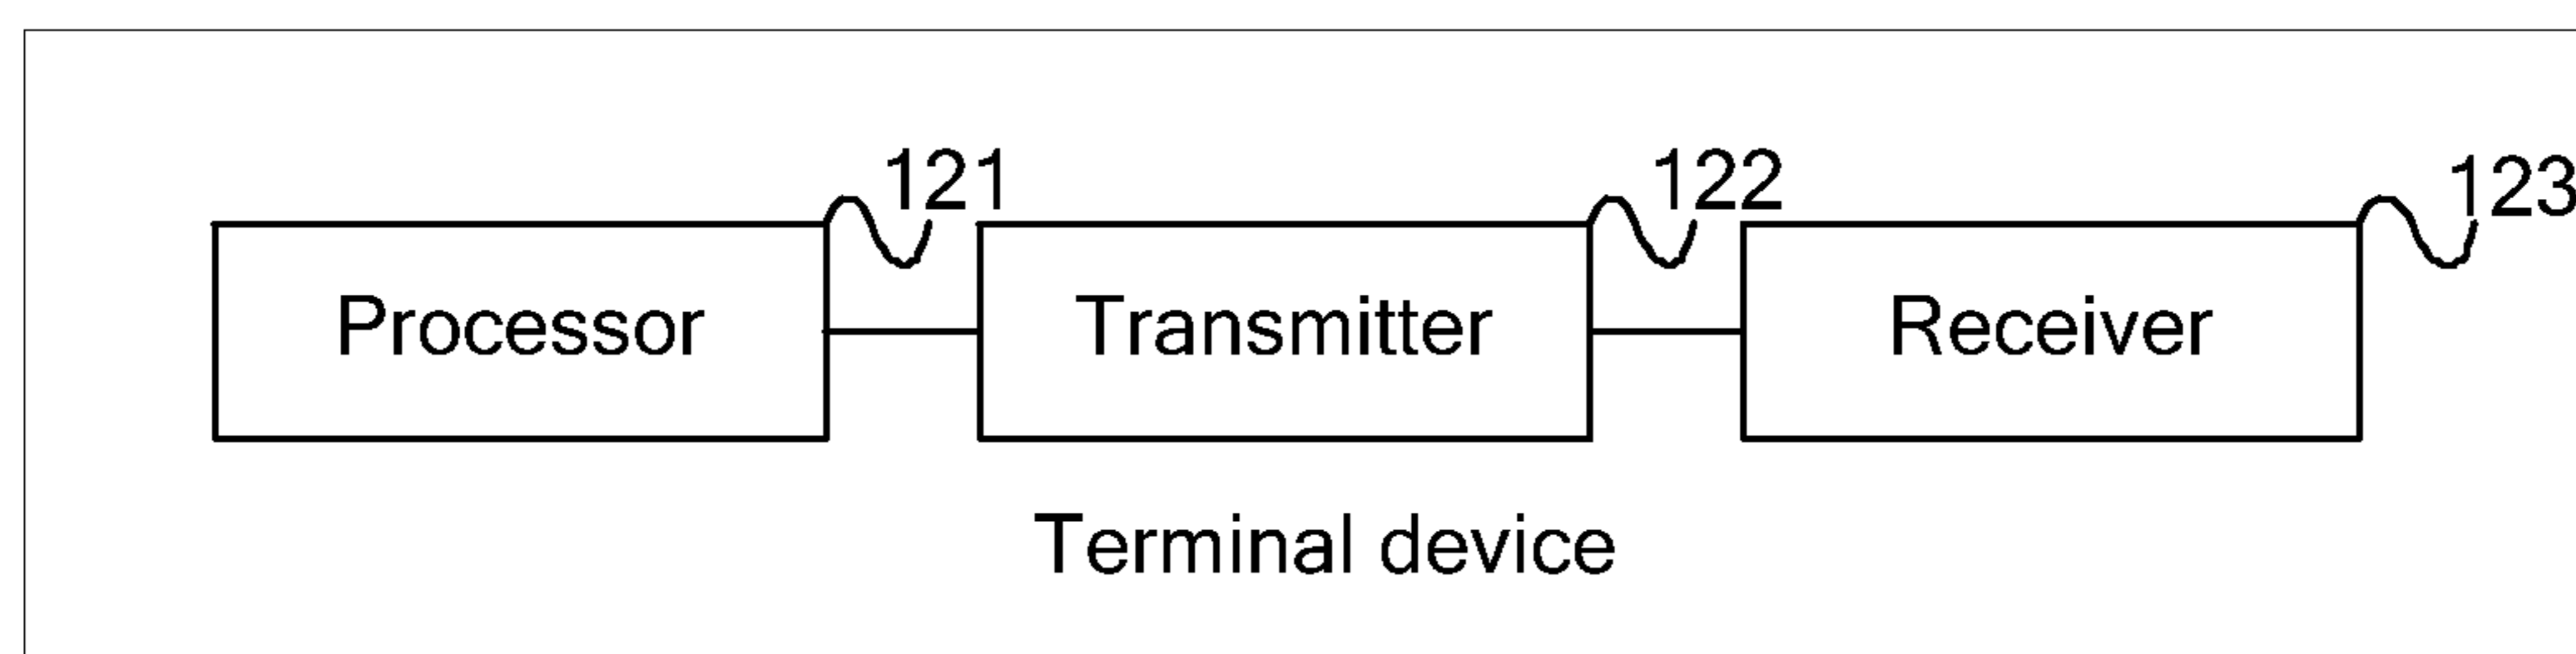 121 122 123
Processor Transmitter Receiver
Terminal device